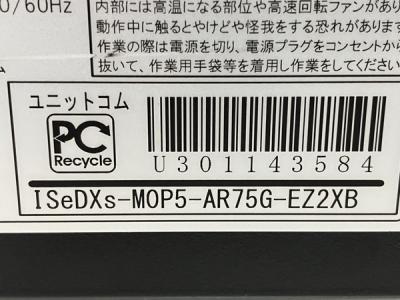 0/60Hz
内部には高温になる部位や高速回転ファンがあり
動作中に触るとやけどや怪我をする恐れがあります
作業の際は電源を切り、電源プラグをコンセントから
抜いて、作業用手袋等を着用し作業をしてください
ム
ユニットコム
PC
Recycle
U301143584
ISeDXs-MOP5-AR75G-EZ2XB